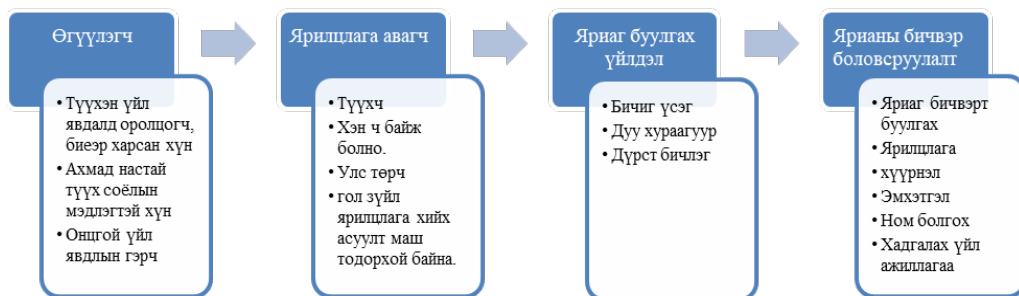 Өгүүлэгч
• Түүхэн үйл
явдалд оролцогч,
биеэр харсан хүн
• Ахмад настай
түүх соёлын
мэдлэгтэй хүн
• Онцгой үйл
явдлын гэрч
Ярилцлага авагч
• Түүхч
• Хэн ч байж
болно.
• Улс төрч
• гол зүйл
ярилцлага хийх
асуулт маш
тодорхой байна.
Яриаг буулгах
үйлдэл
• Бичиг үсэг
• Дуу хураагуур
• Дүрст бичлэг
Ярианы бичвэр
боловсруулалт
• Яриаг бичвэрт
буулгах
• Ярилцлага
• хүүрнэл
• Эмхэтгэл
• Ном болгох
• Хадгалах үйл
ажиллагаа